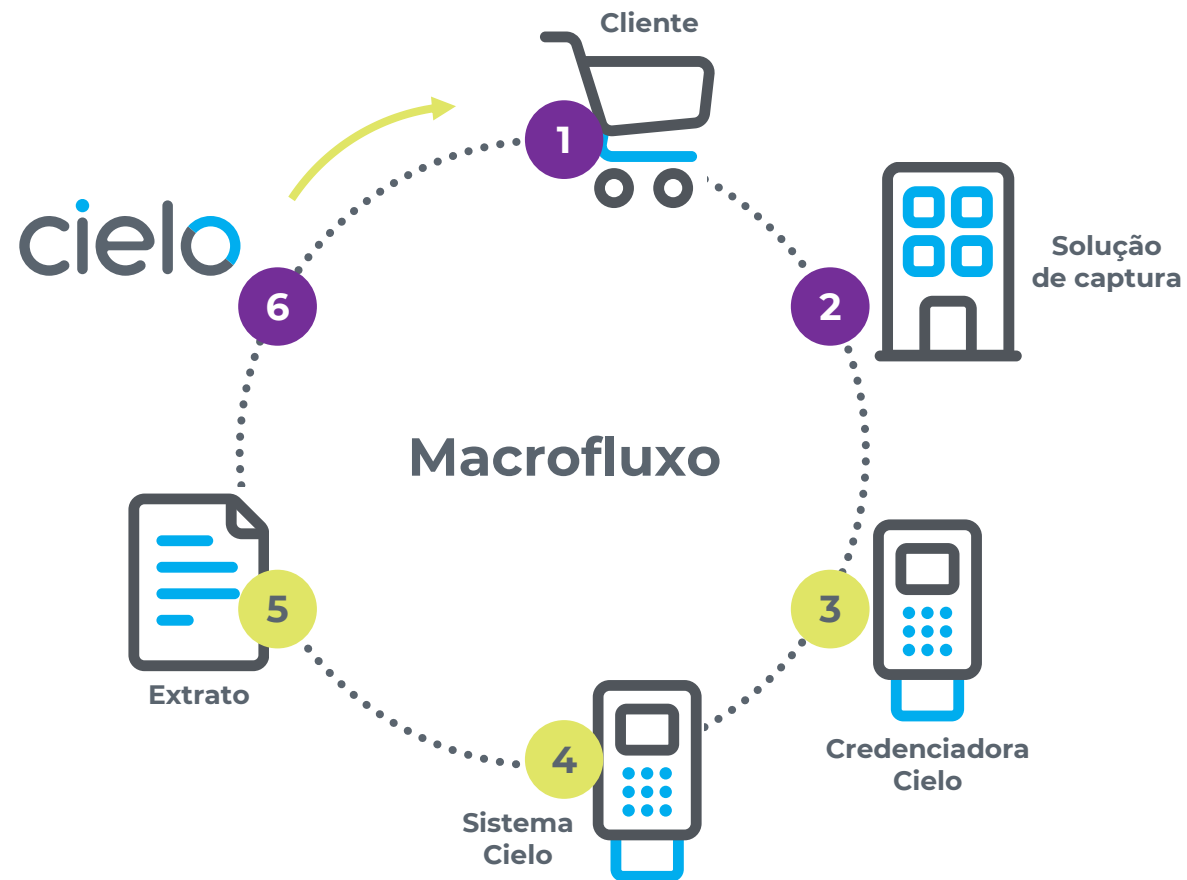 Cliente
1
Solução
de captura
2
cielo
6
Macrofluxo
3
Credenciadora
Cielo
4
Sistema
Cielo
5
Extrato